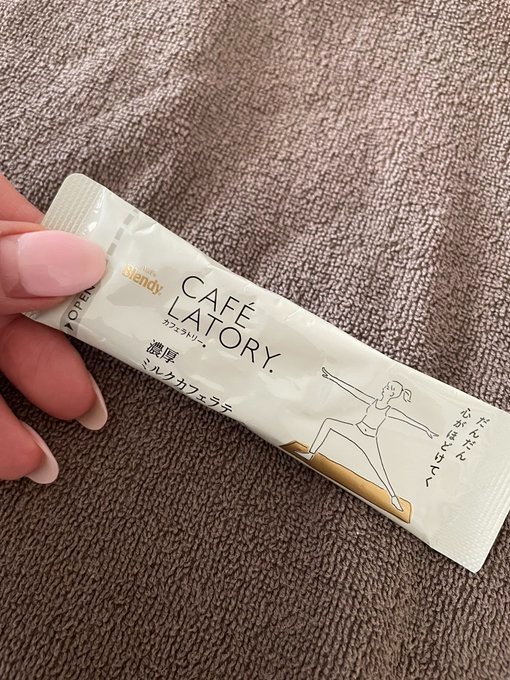 OPEN
AGF®
Blendy®
CAFÉ
LATORY.
カフェラトリー®
濃厚
ミルクカフェラテ
だんだん
心がほどけてく